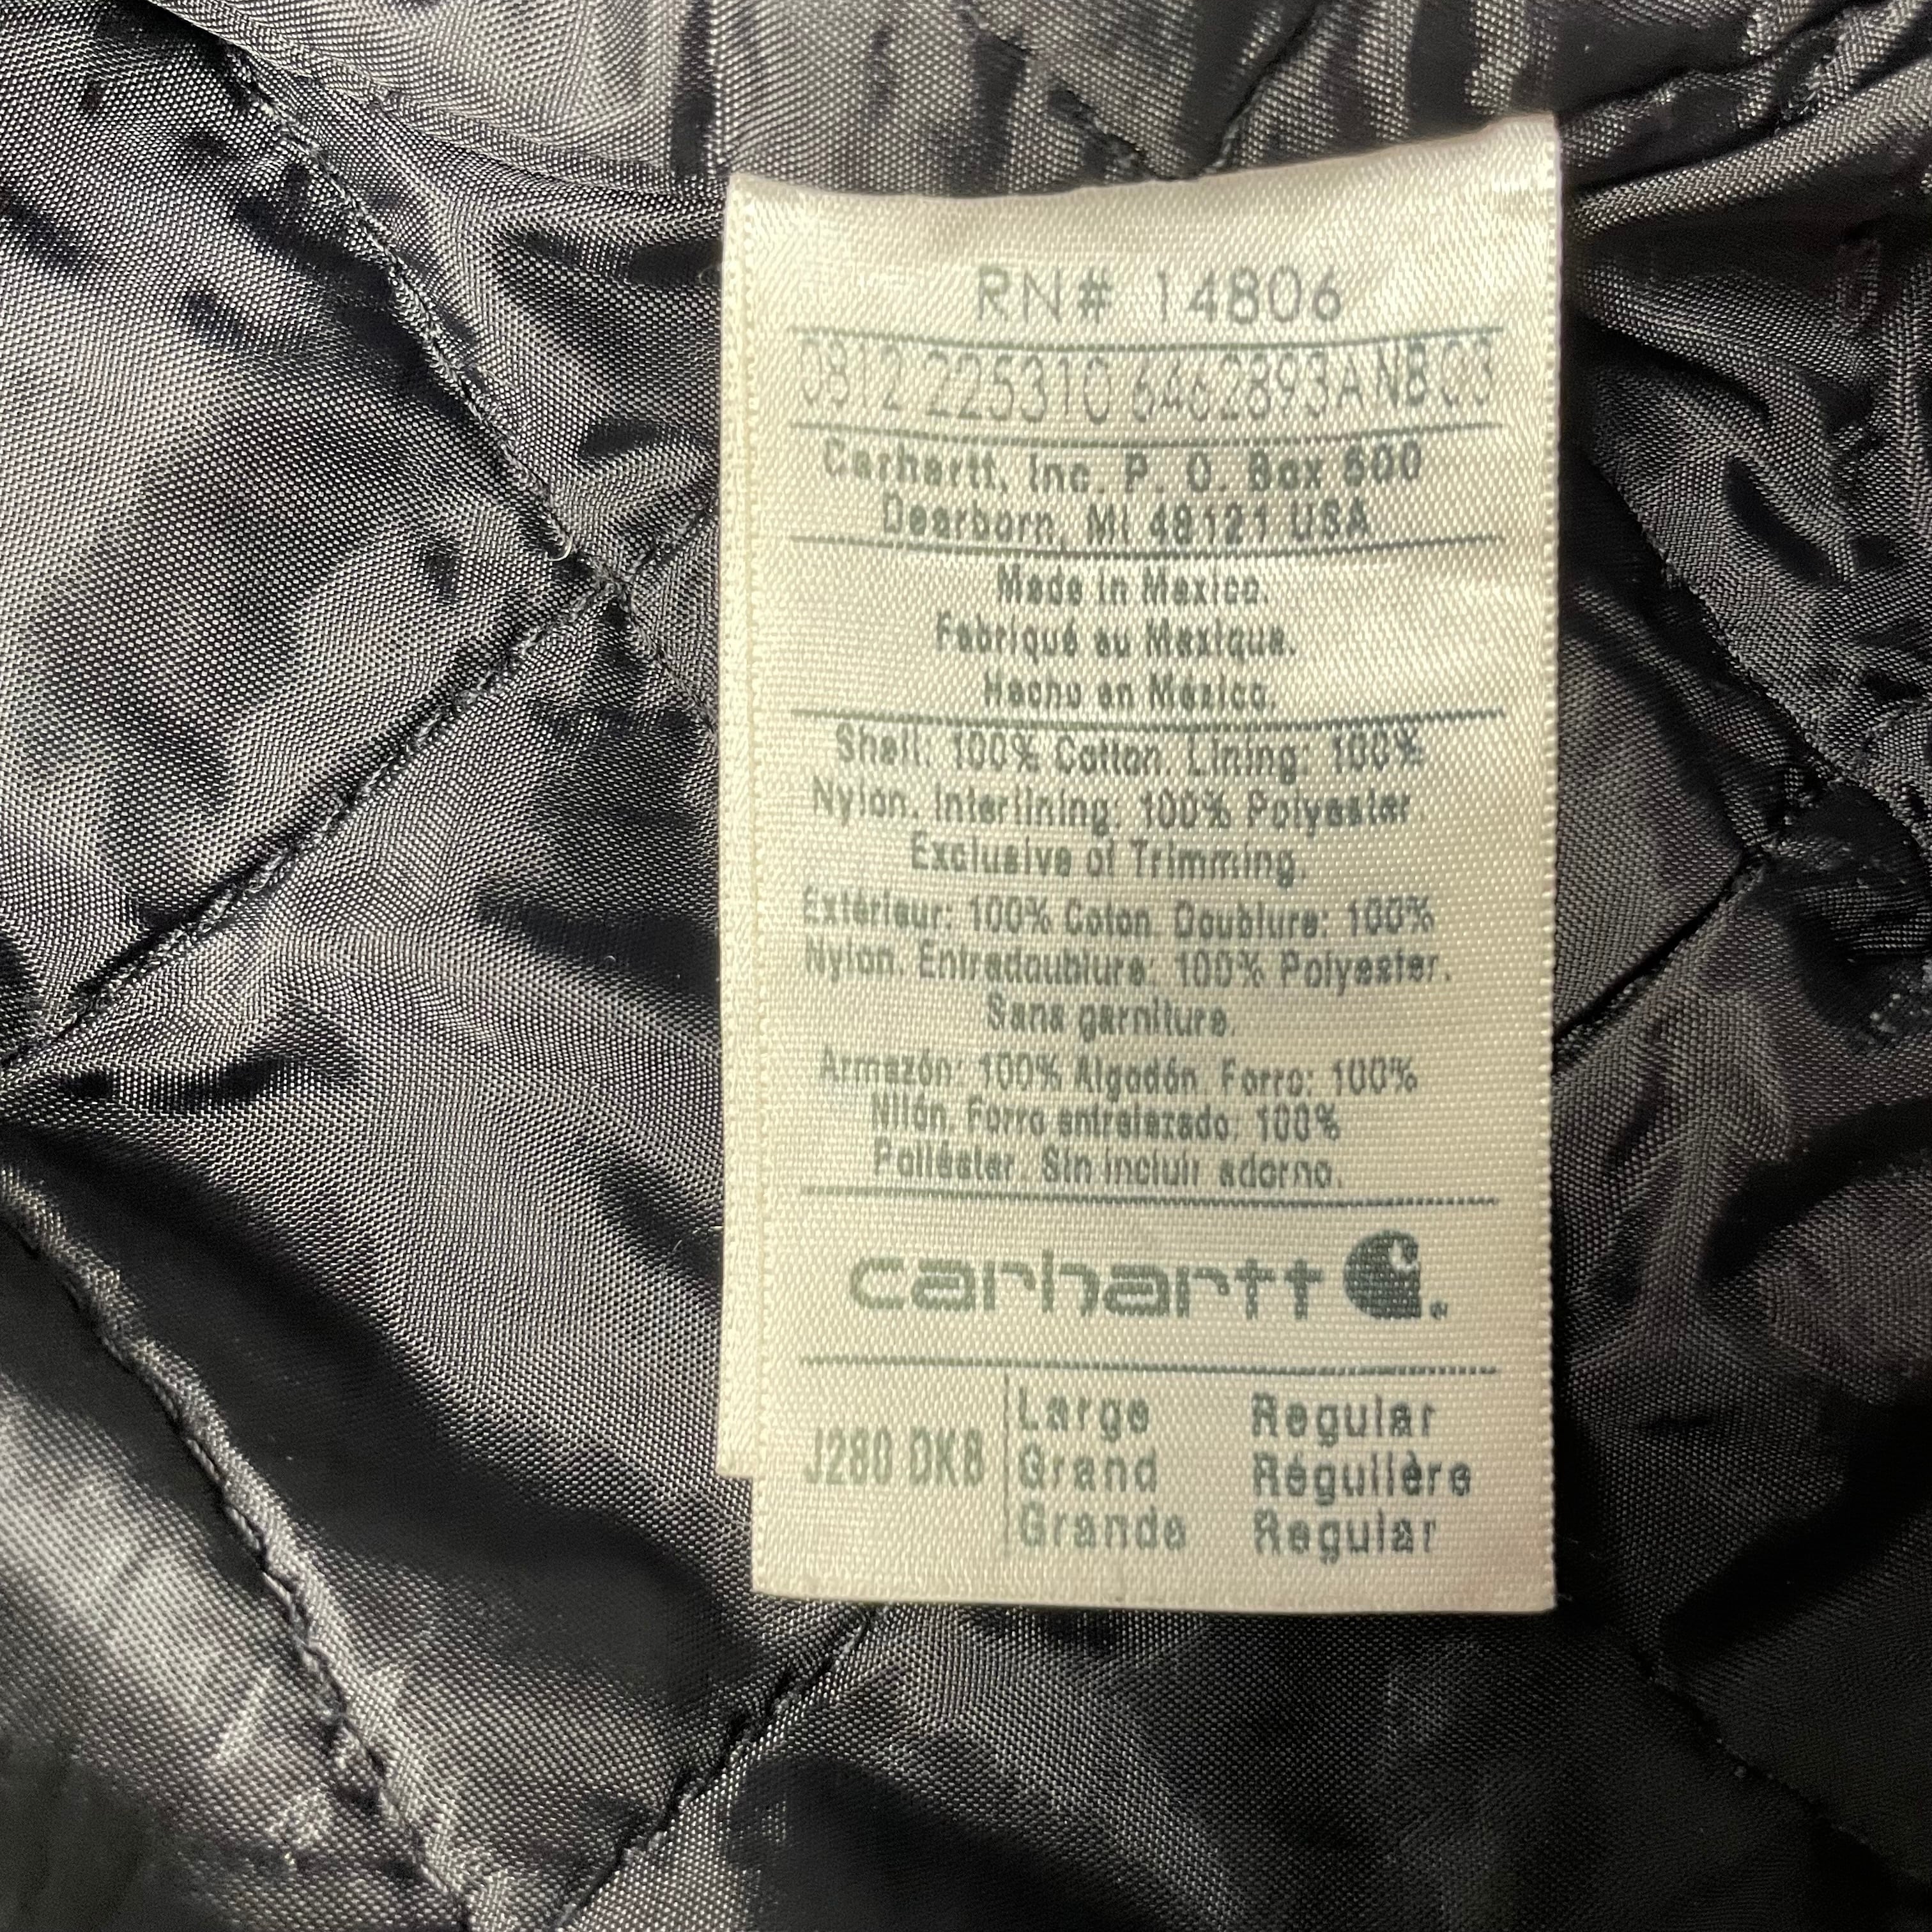 RN# 14806
0812 225310 6462893ANBC3
Carhartt, Inc. P. O. Box 600
Dearborn, MI 48121 USA
Made in Mexico.
Fabriqué au Mexique.
Hecho en México.
Shell: 100% Cotton. Lining: 100%
Nylon. Interlining: 100% Polyester
Exclusive of Trimming.
Extérieur: 100% Coton Doublure: 100%
Nylon. Entredoublure: 100% Polyester.
Sans garniture.
Armazón: 100% Algodón. Forro: 100%
Nilón. Forro entrelazado: 100%
Poliéster. Sin incluir adorno.
carhartt
J280 DKB
Large Regular
Grand Régulière
Grande Regular